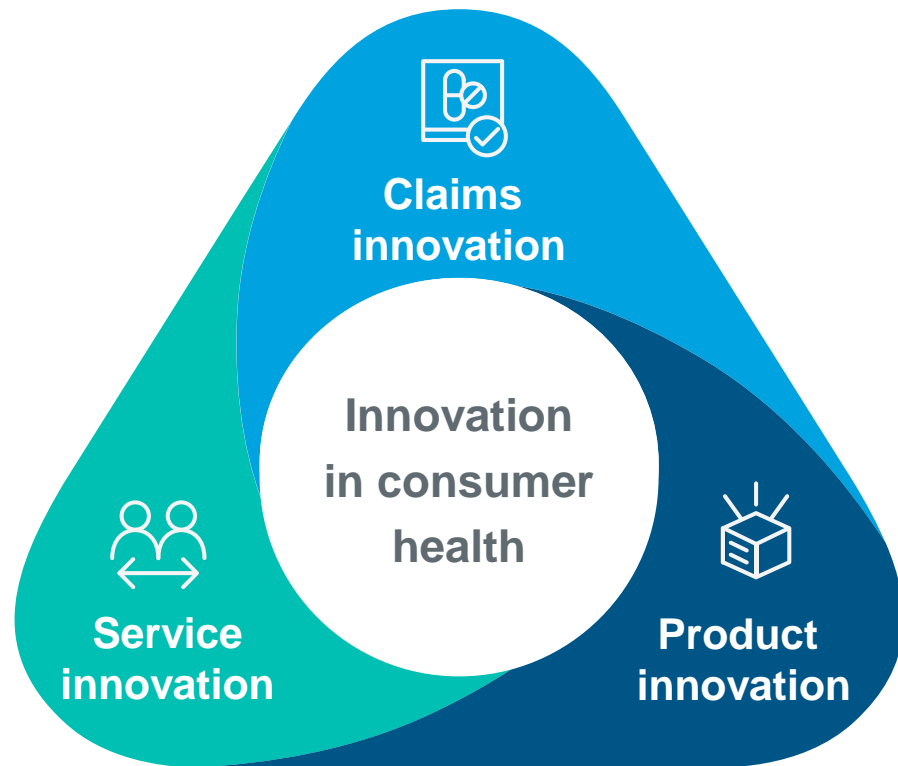 Claims
innovation
Innovation
in consumer
health
Service
innovation
Product
innovation